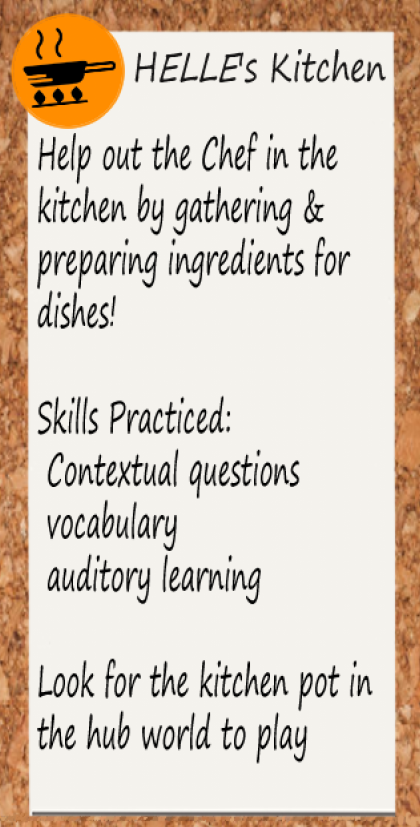 HELLE's Kitchen
Help out the Chef in the
kitchen by gathering &
preparing ingredients for
dishes!
Skills Practiced:
Contextual questions
vocabulary
auditory learning
Look for the kitchen pot in
the hub world to play